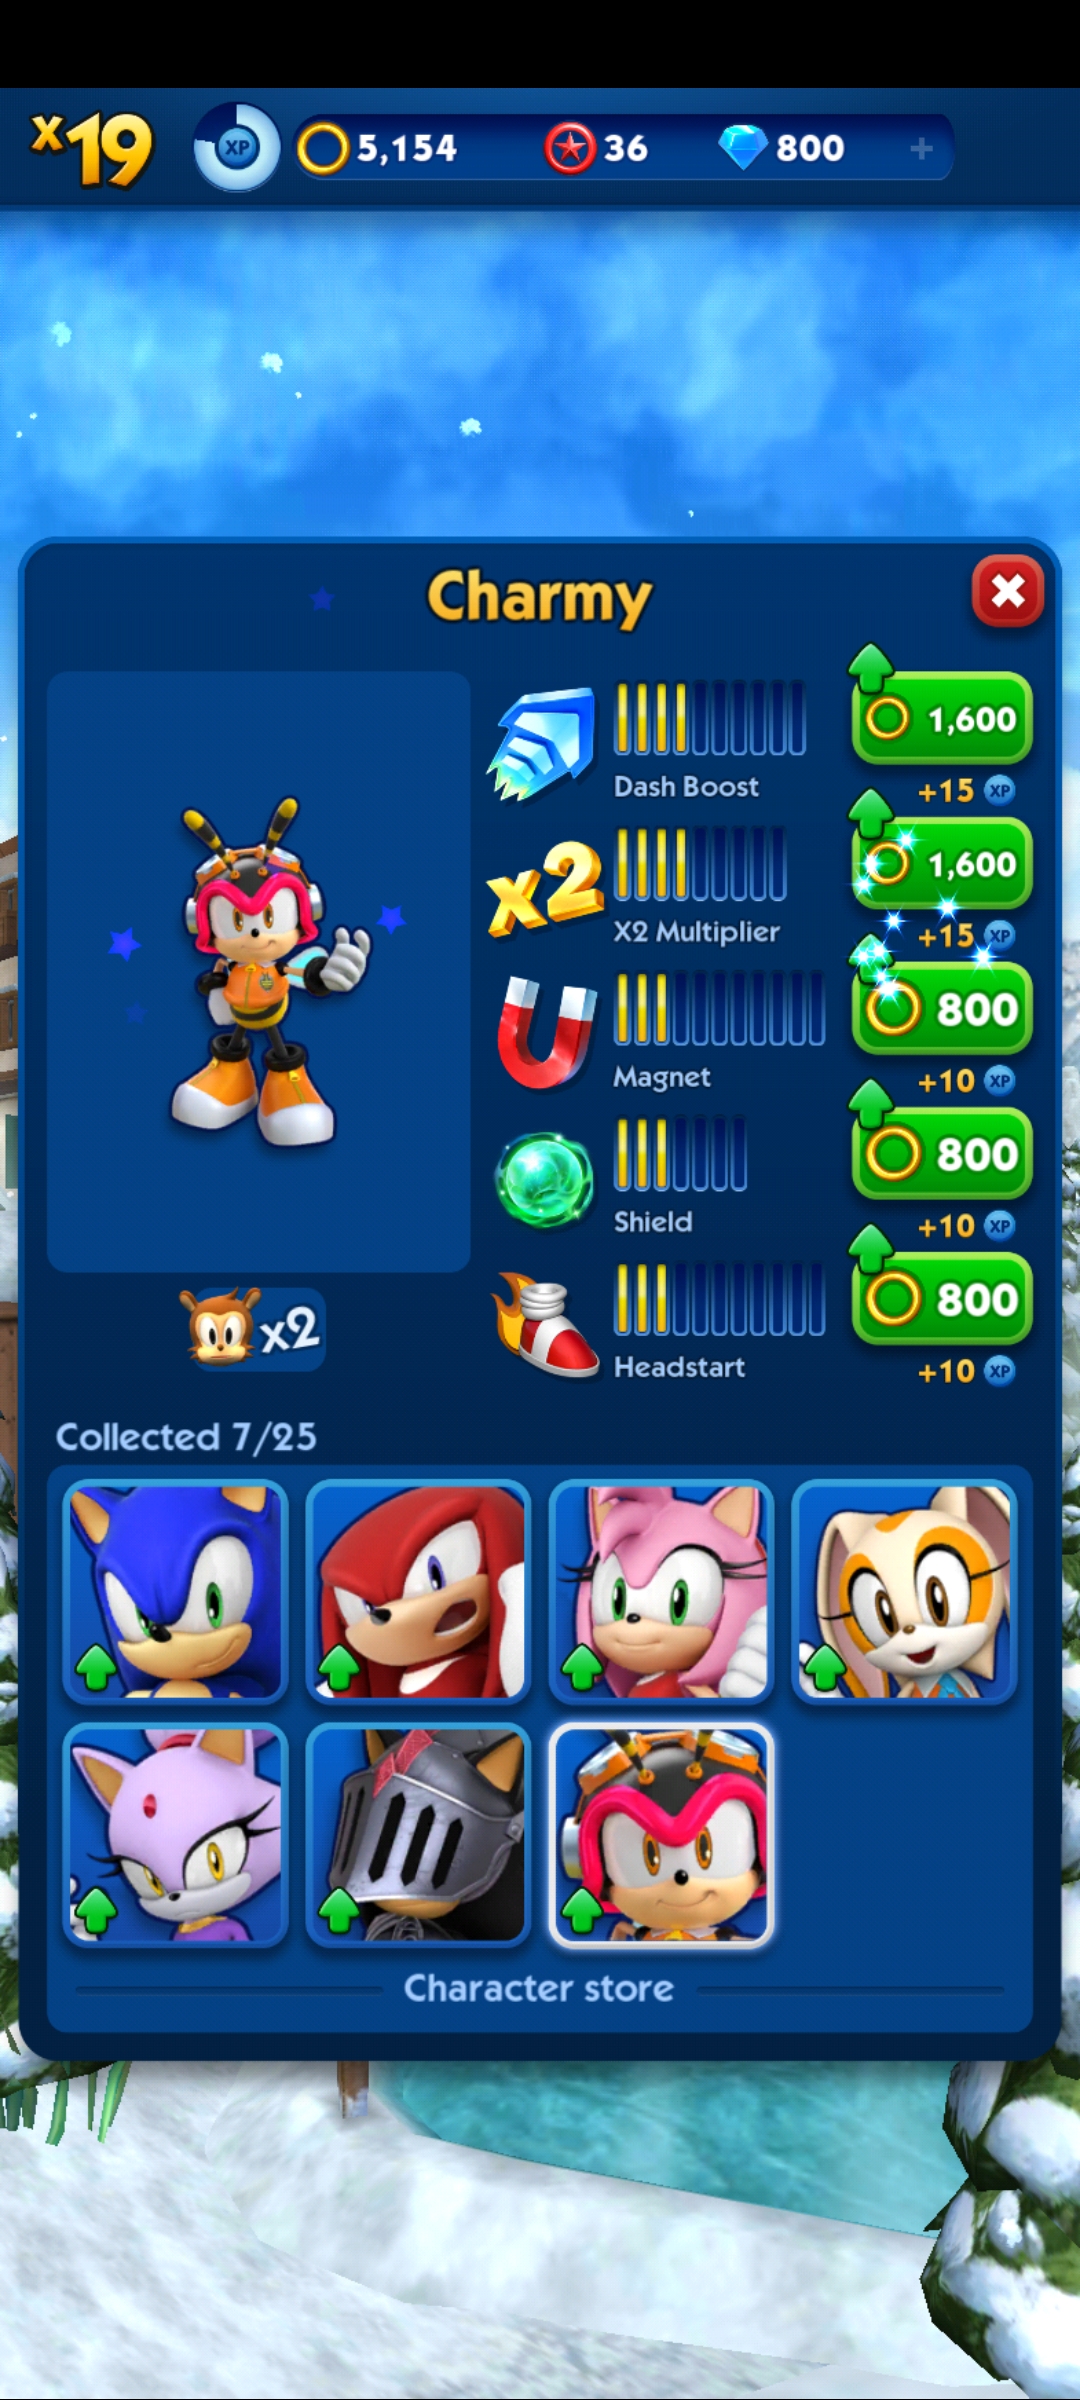 x19 XP 5,154 36 800 +
Charmy
1,600
Dash Boost
+15 XP
x2
1,600
X2 Multiplier
+15 XP
800
Magnet
+10 XP
800
Shield
+10 XP
x2
800
Headstart
+10 XP
Collected 7/25
Character store